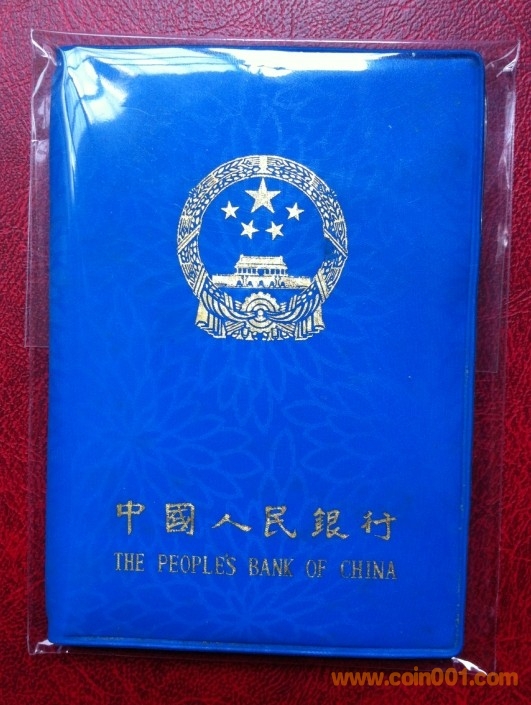 中國人民銀行
THE PEOPLE'S BANK OF CHINA
www.coin001.com